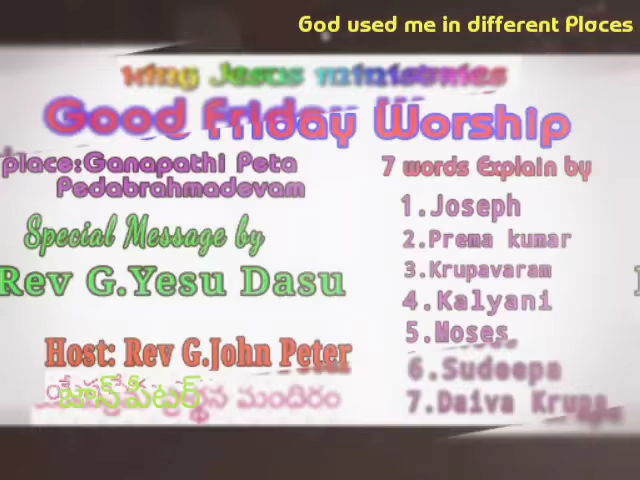 God used me in different Places
King Jesus ministries
Good Friday Worship
place:Ganapathi Peta
Pedabrahmadevam
Special Message by
Rev G.Yesu Dasu
Host: Rev G.John Peter
మందిరం
7 words Explain by
1.Joseph
2.Prema kumar
3.Krupavaram
4.Kalyani
5.Moses
6.Sudeepa
7.Daiva Krupa